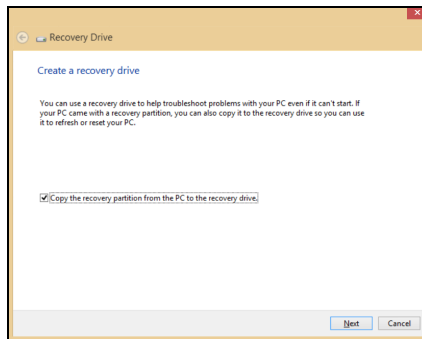 Recovery Drive
Create a recovery drive
You can use a recovery drive to help troubleshoot problems with your PC even if it can't start. If
your PC came with a recovery partition, you can also copy it to the recovery drive so you can use
it to refresh or reset your PC.
Copy the recovery partition from the PC to the recovery drive.
Next Cancel